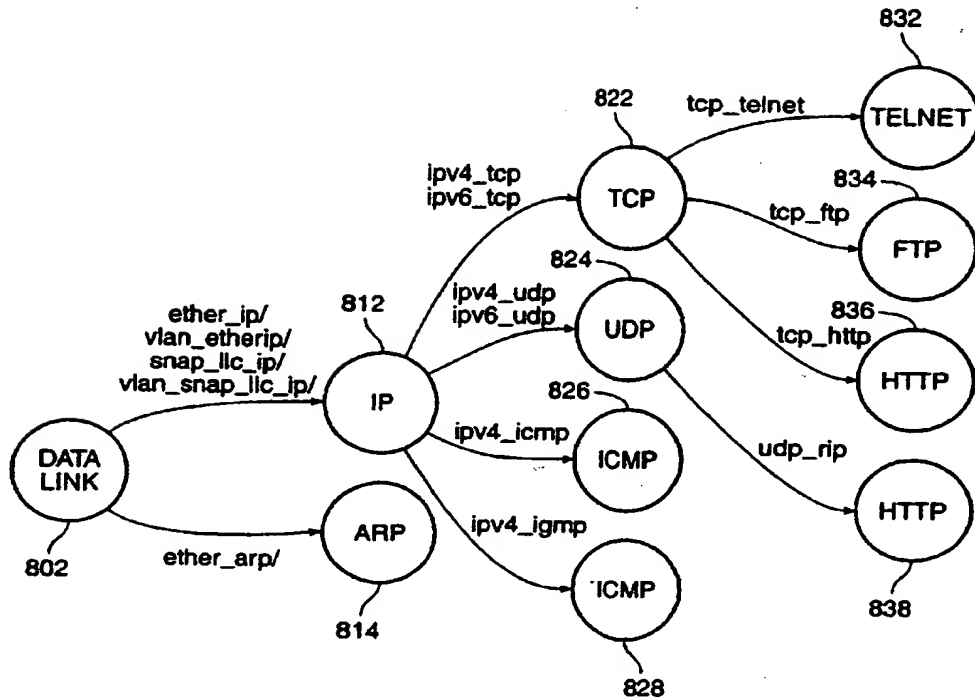 832
TELNET
tcp_telnet
822
TCP
ipv4_tcp
ipv6_tcp
834
tcp_ftp
FTP
824
ipv4_udp
ipv6_udp
UDP
836
tcp_http
HTTP
812
ether_ip/
vlan_etherip/
snap_llc_ip/
vlan_snap_llc_ip/
IP
826
ipv4_icmp
ICMP
udp_rip
HTTP
838
DATA
LINK
802
ether_arp/
ARP
814
ipv4_igmp
ICMP
828